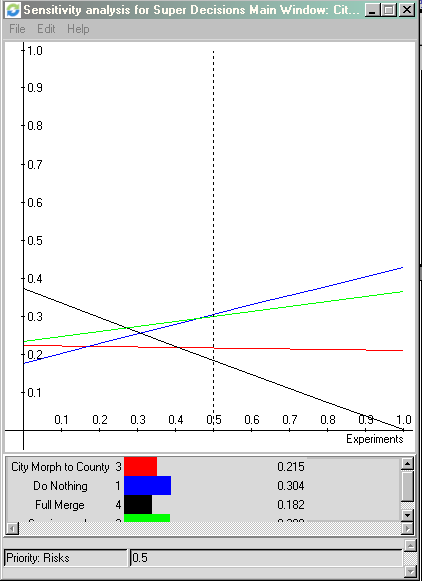 Sensitivity analysis for Super Decisions Main Window: Cit...
File Edit Help
1.0
0.9
0.8
0.7
0.6
0.5
0.4
0.3
0.2
0.1
0.1 0.2 0.3 0.4 0.5 0.6 0.7 0.8 0.9 1.0
Experiments
City Morph to County 3 0.215
Do Nothing 1 0.304
Full Merge 4 0.182
Priority: Risks 0.5